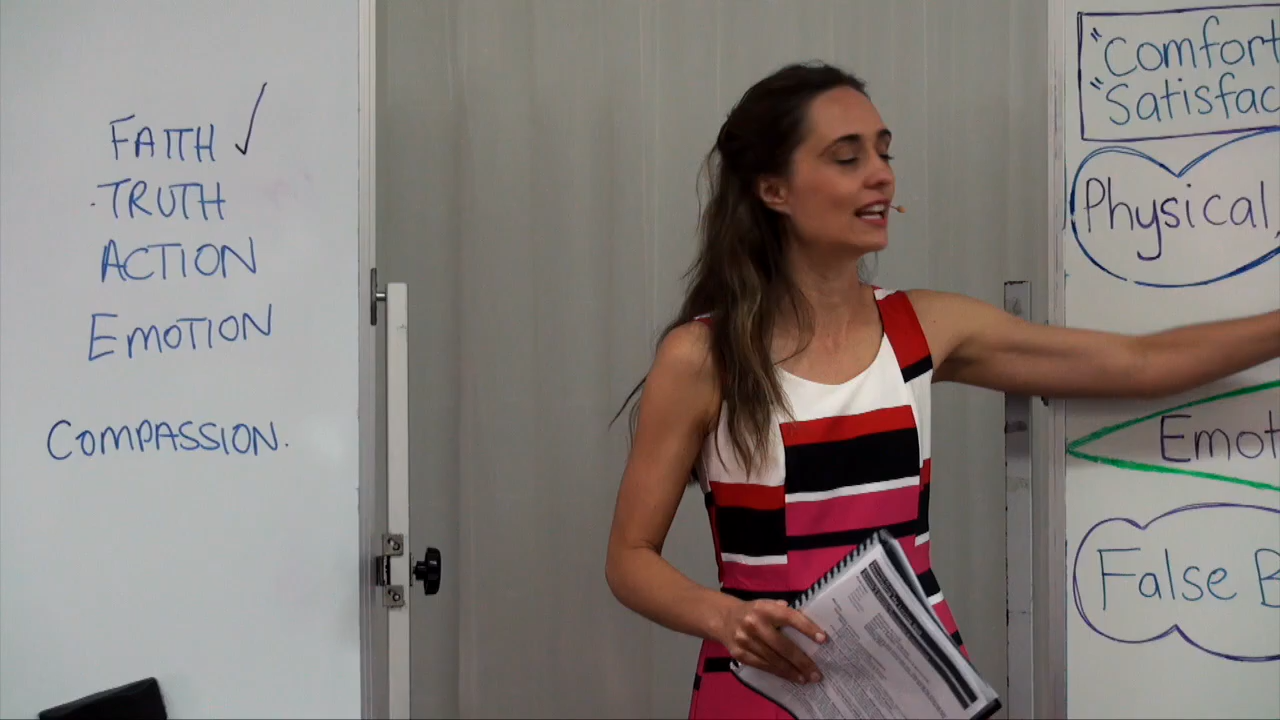 FAITH ✓
TRUTH
ACTION
EMOTION
COMPASSION.
"Comfort
"Satisfac
Physical,
Emot
False B